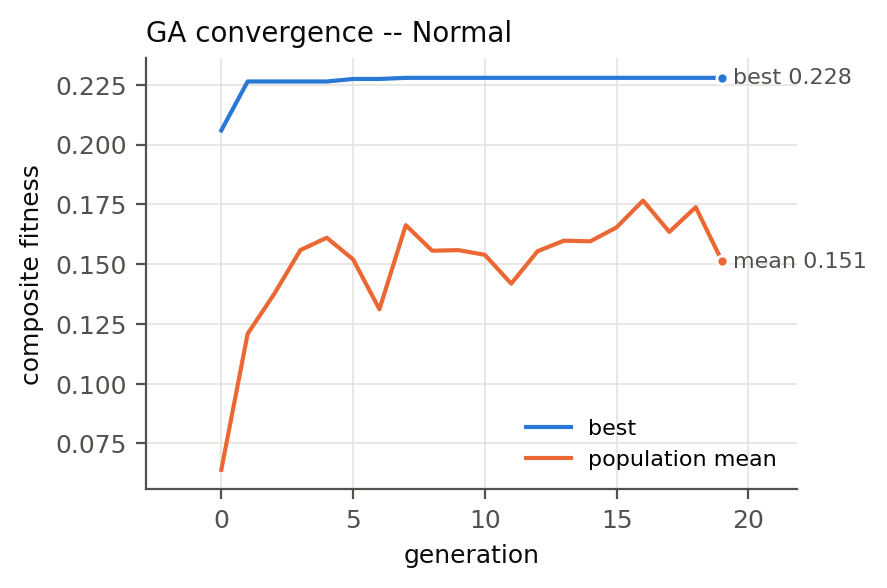 GA convergence -- Normal
composite fitness
0.225
0.200
0.175
0.150
0.125
0.100
0.075
best 0.228
mean 0.151
best
population mean
0 5 10 15 20
generation